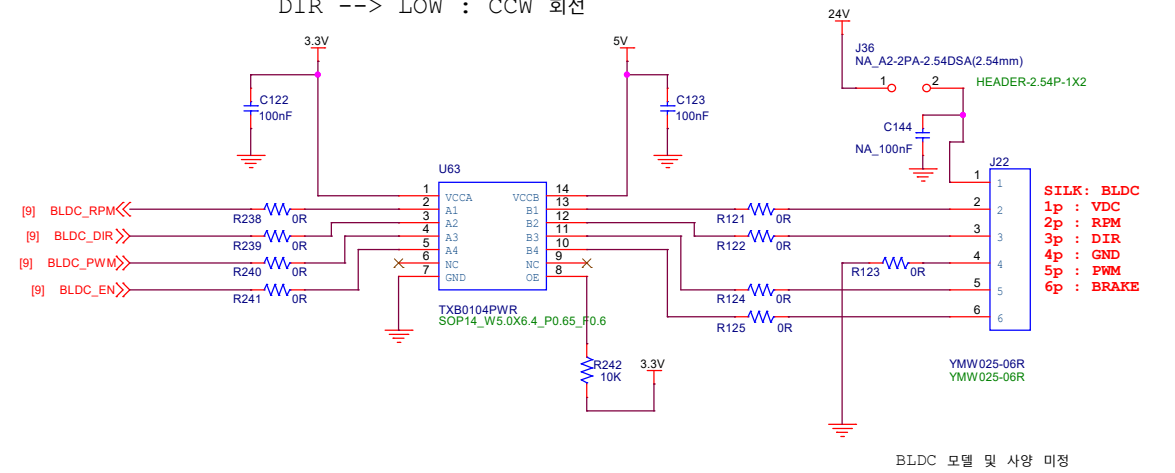 DIR --> LOW : CCW 회전
24V
3.3V
5V
J36
NA_A2-2PA-2.54DSA(2.54mm)
1
2
HEADER-2.54P-1X2
C122
100nF
C123
100nF
C144
NA_100nF
U63
J22
1 VCCA
2 A1
3 A2
4 A3
5 A4
6 NC
7 GND
VCCB 14
B1 13
B2 12
B3 11
B4 10
NC 9
OE 8
TXB0104PWR
SOP14_W5.0X6.4_P0.65_F0.6
[9] BLDC_RPM
R238 0R
[9] BLDC_DIR
R239 0R
[9] BLDC_PWM
R240 0R
[9] BLDC_EN
R241 0R
R121 0R
R122 0R
R123 0R
R124 0R
R125 0R
R242
10K
3.3V
1 1
2 2
3 3
4 4
5 5
6 6
SILK: BLDC
1p : VDC
2p : RPM
3p : DIR
4p : GND
5p : PWM
6p : BRAKE
YMW025-06R
YMW025-06R
BLDC 모델 및 사양 미정